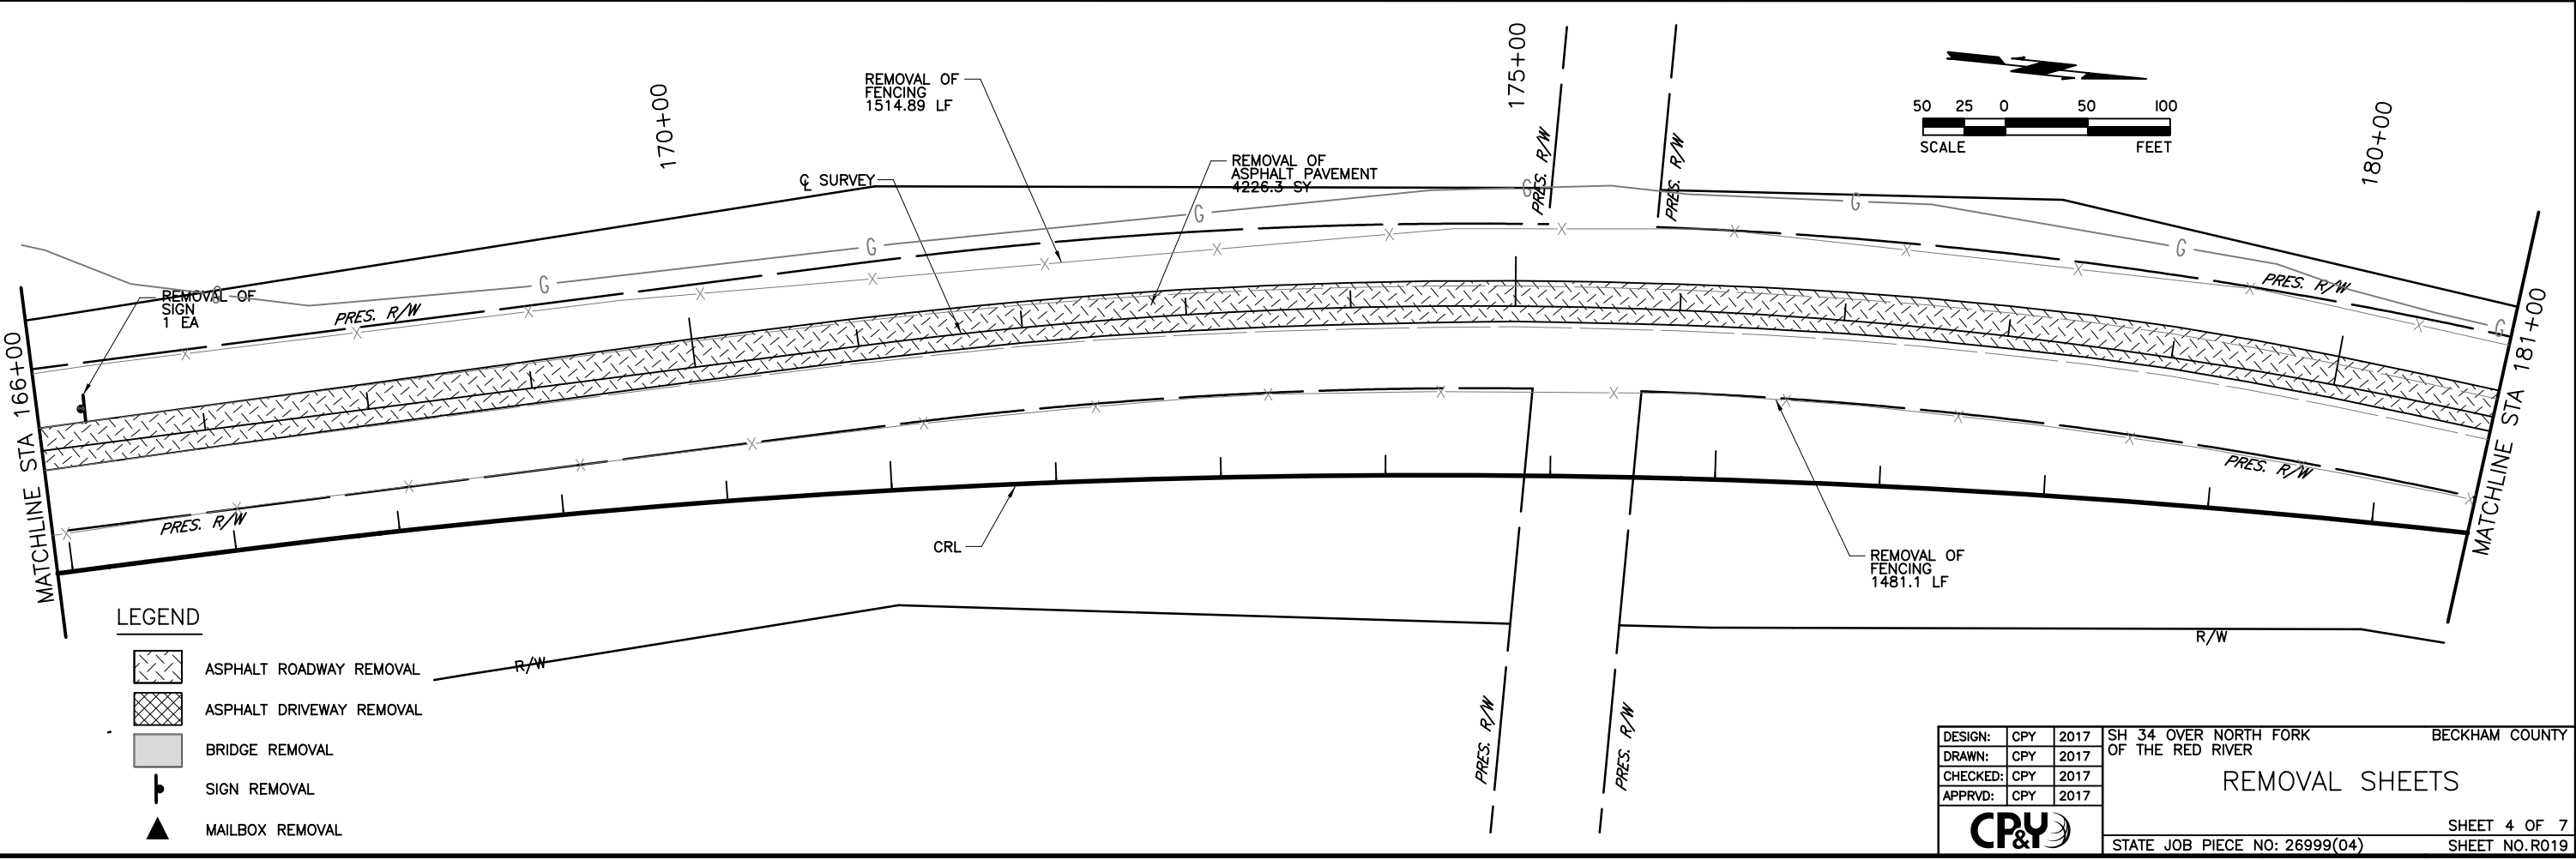 REMOVAL OF
FENCING
1514.89 LF
170+00
175+00
180+00
50 25 0 50 100
SCALE FEET
REMOVAL OF
ASPHALT PAVEMENT
4226.3 SY
℄ SURVEY
PRES. R/W
PRES. R/W
G
G
G
G
G
G
G
G
REMOVAL OF
SIGN
1 EA
PRES. R/W
PRES. R/W
MATCHLINE STA 166+00
MATCHLINE STA 181+00
PRES. R/W
PRES. R/W
CRL
REMOVAL OF
FENCING
1481.1 LF
R/W
R/W
PRES. R/W
PRES. R/W
LEGEND
ASPHALT ROADWAY REMOVAL
ASPHALT DRIVEWAY REMOVAL
BRIDGE REMOVAL
SIGN REMOVAL
MAILBOX REMOVAL
DESIGN: CPY 2017
DRAWN: CPY 2017
CHECKED: CPY 2017
APPRVD: CPY 2017
CP&Y
SH 34 OVER NORTH FORK BECKHAM COUNTY
OF THE RED RIVER
REMOVAL SHEETS
SHEET 4 OF 7
STATE JOB PIECE NO: 26999(04) SHEET NO.R019